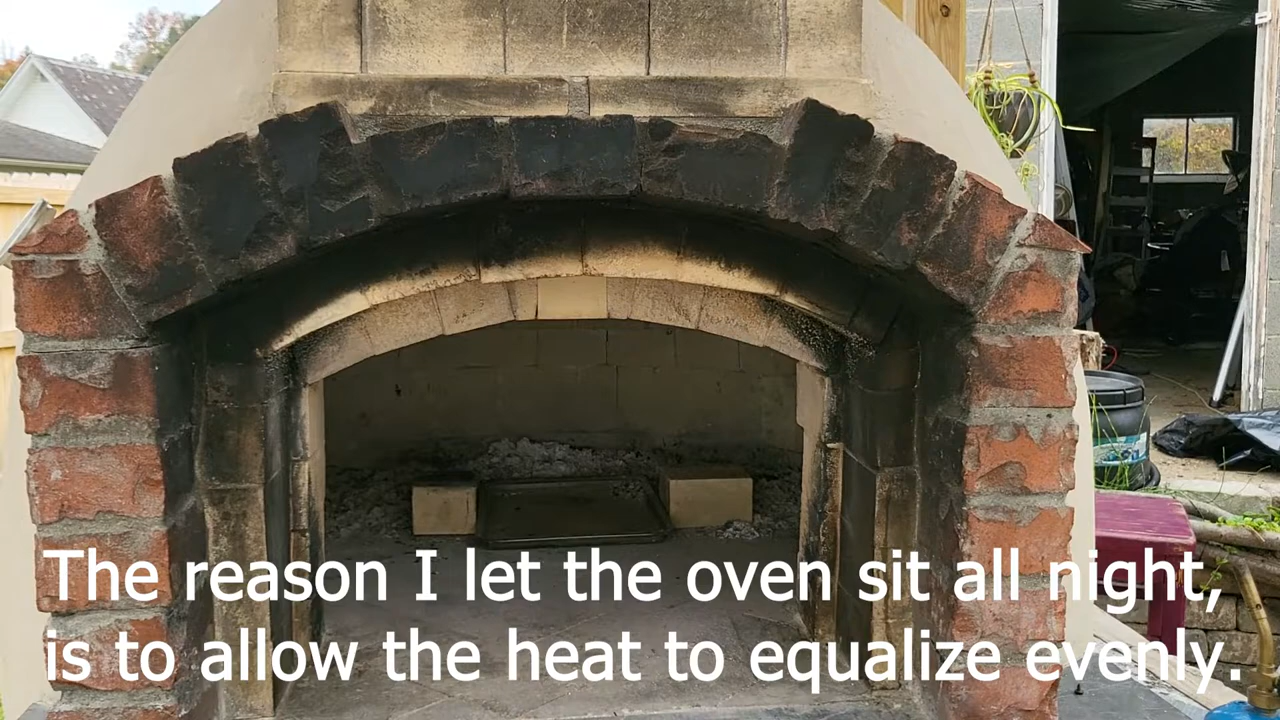 The reason I let the oven sit all night,
is to allow the heat to equalize evenly.